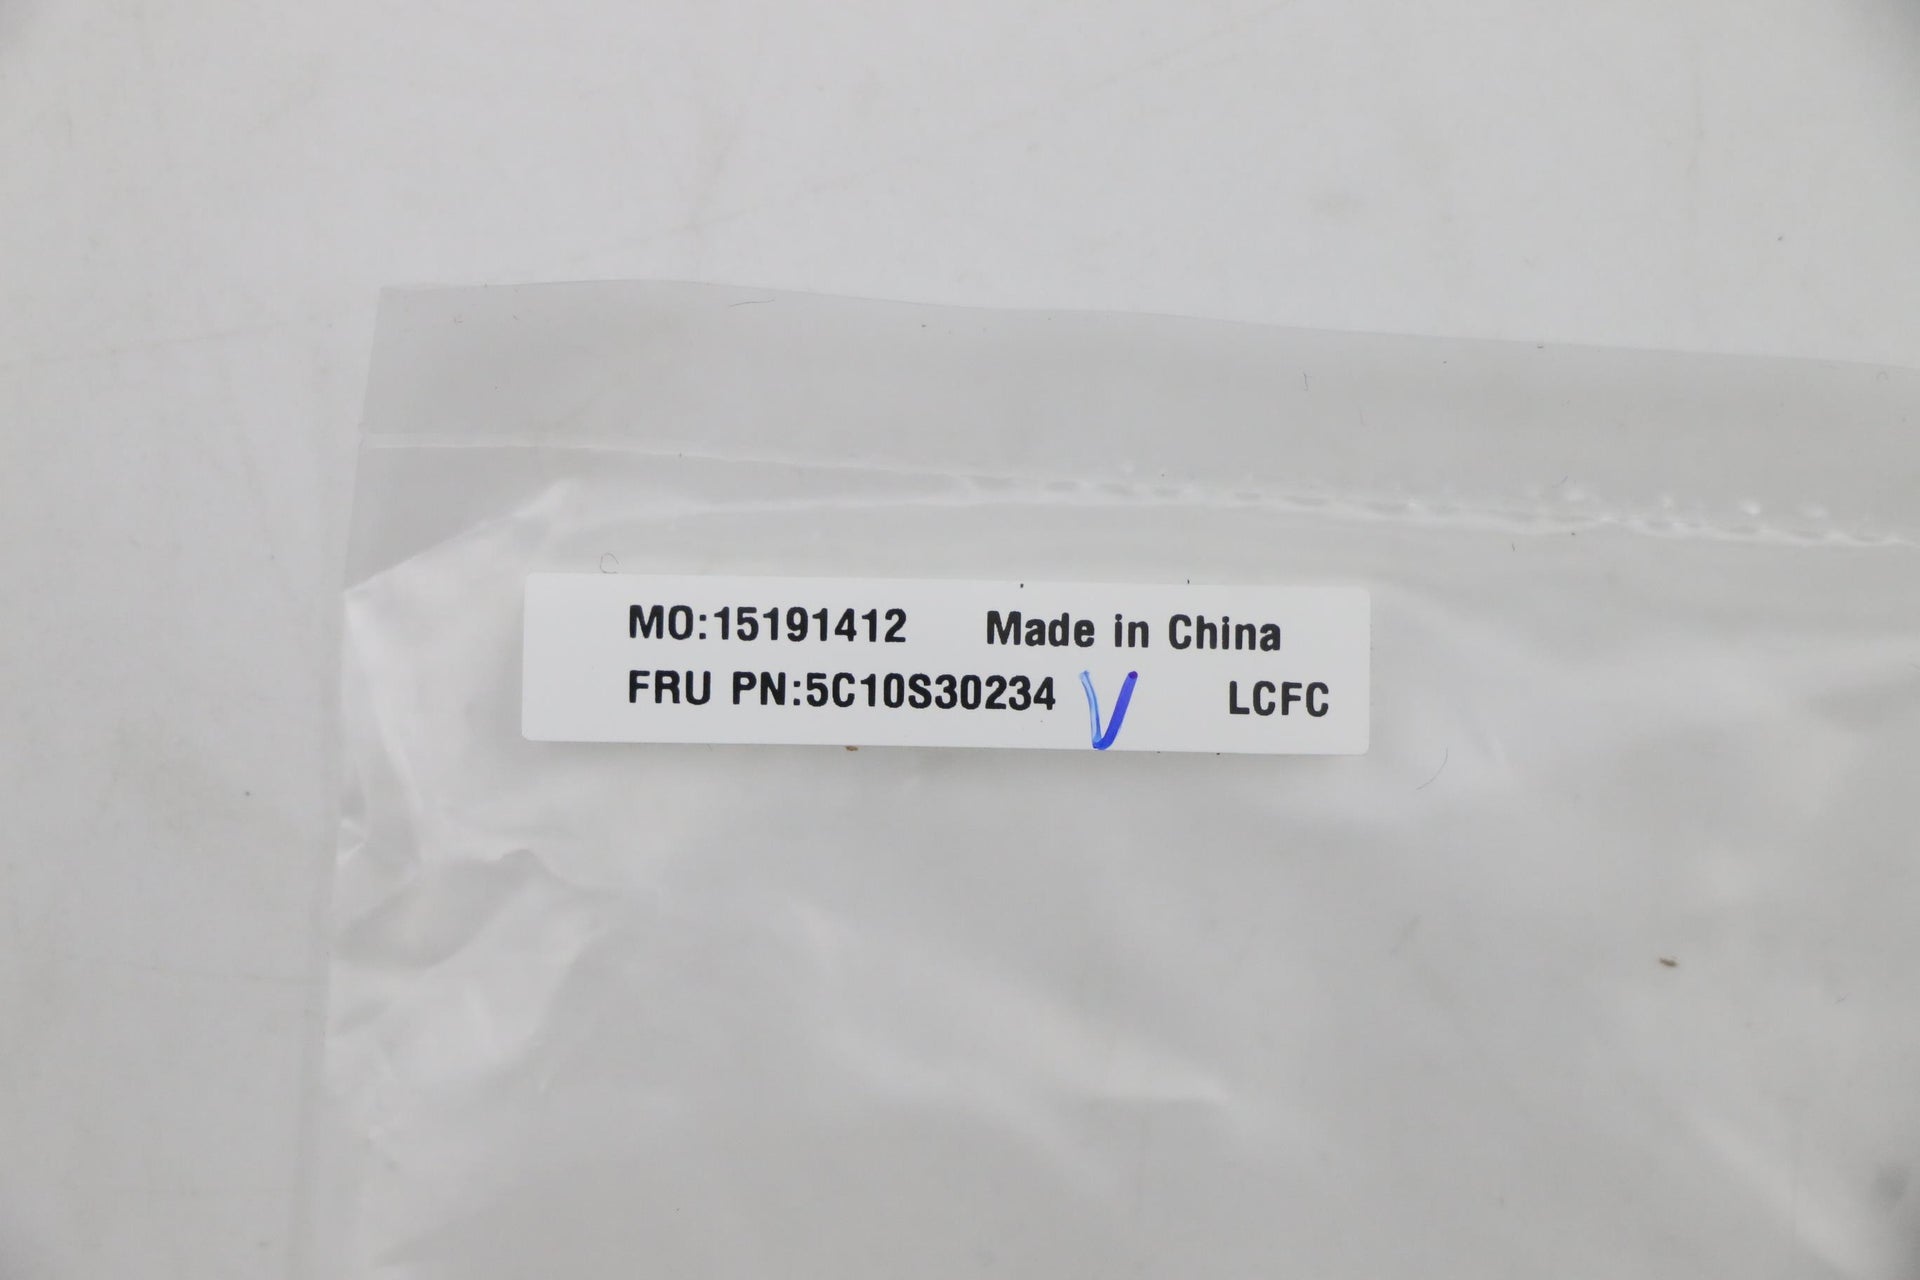 MO:15191412 Made in China
FRU PN:5C10S30234 V LCFC